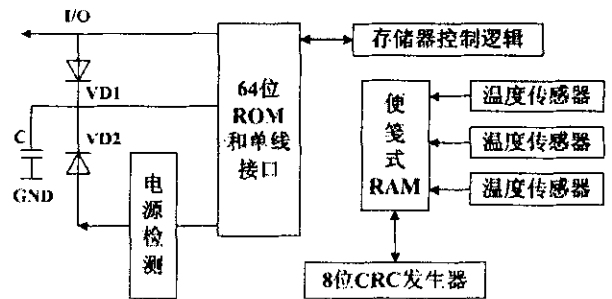 I/O
VD1
C
VD2
GND
电
源
检
测
64位
ROM
和单线
接口
存储器控制逻辑
便
笺
式
RAM
温度传感器
温度传感器
温度传感器
8位CRC发生器